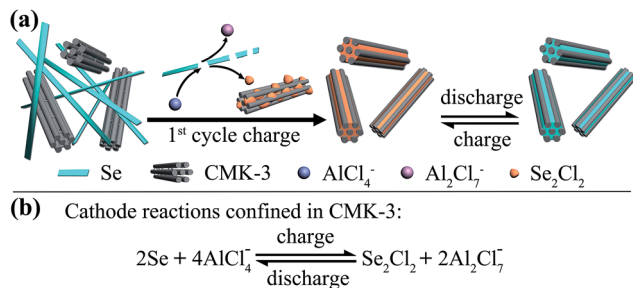 (a)
discharge
charge
1st cycle charge
Se CMK-3 AlCl4- Al2Cl7- Se2Cl2
(b) Cathode reactions confined in CMK-3:
charge
2Se + 4AlCl4- Se2Cl2 + 2Al2Cl7-
discharge